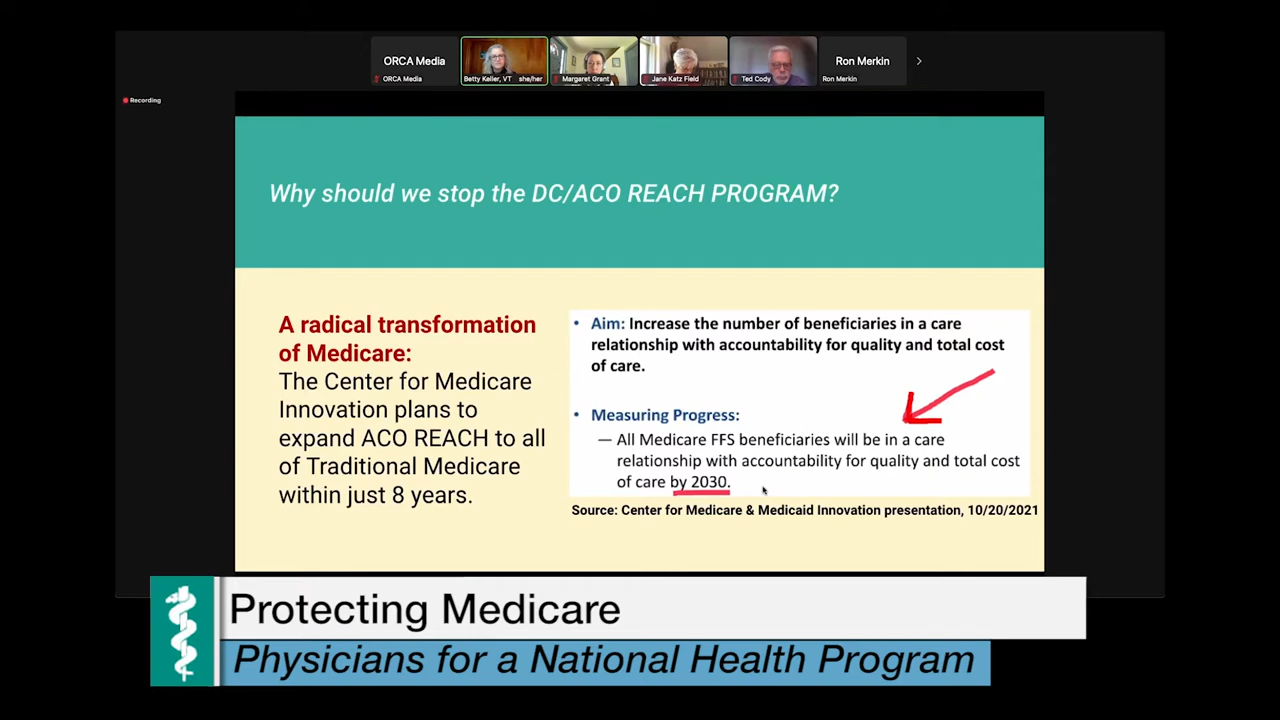 ORCA Media
ORCA Media
Betty Keller, VT she/her
Margaret Grant
Jane Katz Field
Ted Cody
Ron Merkin
Ron Merkin
Recording
Why should we stop the DC/ACO REACH PROGRAM?
A radical transformation
of Medicare:
The Center for Medicare
Innovation plans to
expand ACO REACH to all
of Traditional Medicare
within just 8 years.
• Aim: Increase the number of beneficiaries in a care
relationship with accountability for quality and total cost
of care.
• Measuring Progress:
— All Medicare FFS beneficiaries will be in a care
relationship with accountability for quality and total cost
of care by 2030.
Source: Center for Medicare & Medicaid Innovation presentation, 10/20/2021
Protecting Medicare
Physicians for a National Health Program